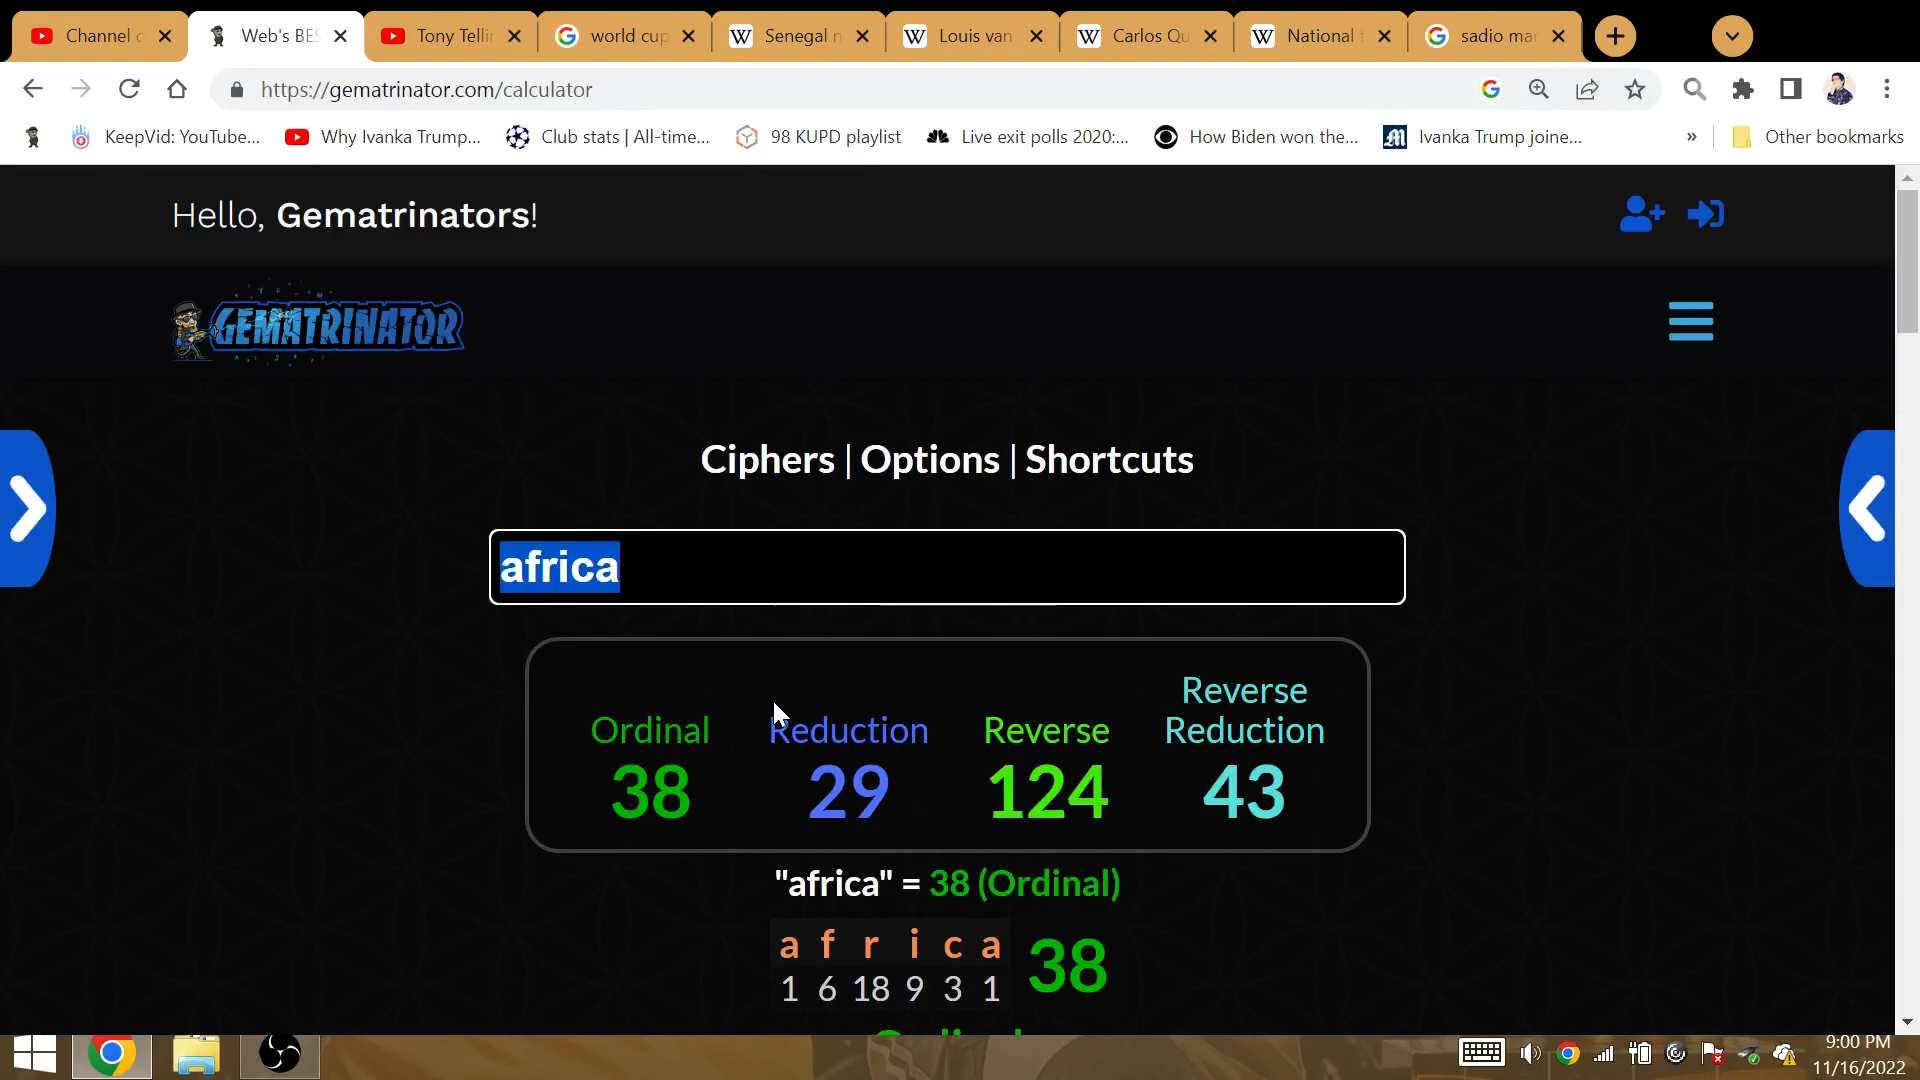 Channel c
Web's BES
Tony Tellin
world cup
Senegal n
Louis van
Carlos Qu
National t
sadio man
https://gematrinator.com/calculator
KeepVid: YouTube...
Why Ivanka Trump...
Club stats | All-time...
98 KUPD playlist
Live exit polls 2020:...
How Biden won the...
Ivanka Trump joine...
»
Other bookmarks
Hello, Gematrinators!
GEMATRINATOR
Ciphers | Options | Shortcuts
africa
Ordinal
38
Reduction
29
Reverse
124
Reverse
Reduction
43
"africa" = 38 (Ordinal)
a f r i c a
1 6 18 9 3 1
38
9:00 PM
11/16/2022